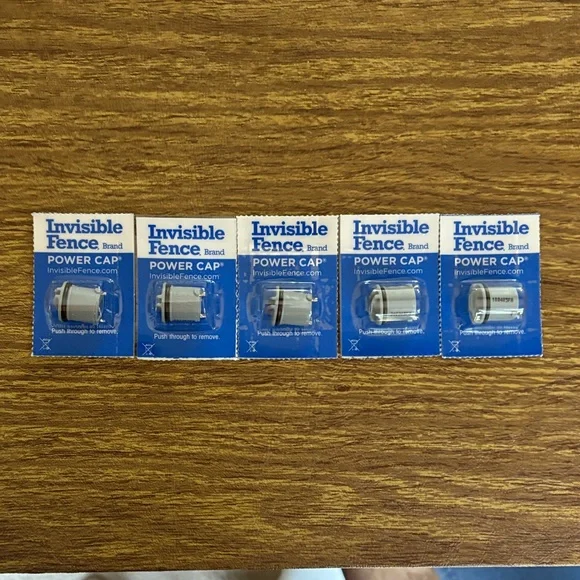 Invisible
Fence Brand
POWER CAP®
InvisibleFence.com
Push through to remove.
Invisible
Fence Brand
POWER CAP®
InvisibleFence.com
Push through to remove.
Invisible
Fence Brand
POWER CAP®
InvisibleFence.com
Push through to remove.
Invisible
Fence Brand
POWER CAP®
InvisibleFence.com
Push through to remove.
Invisible
Fence Brand
POWER CAP®
InvisibleFence.com
Push through to remove.